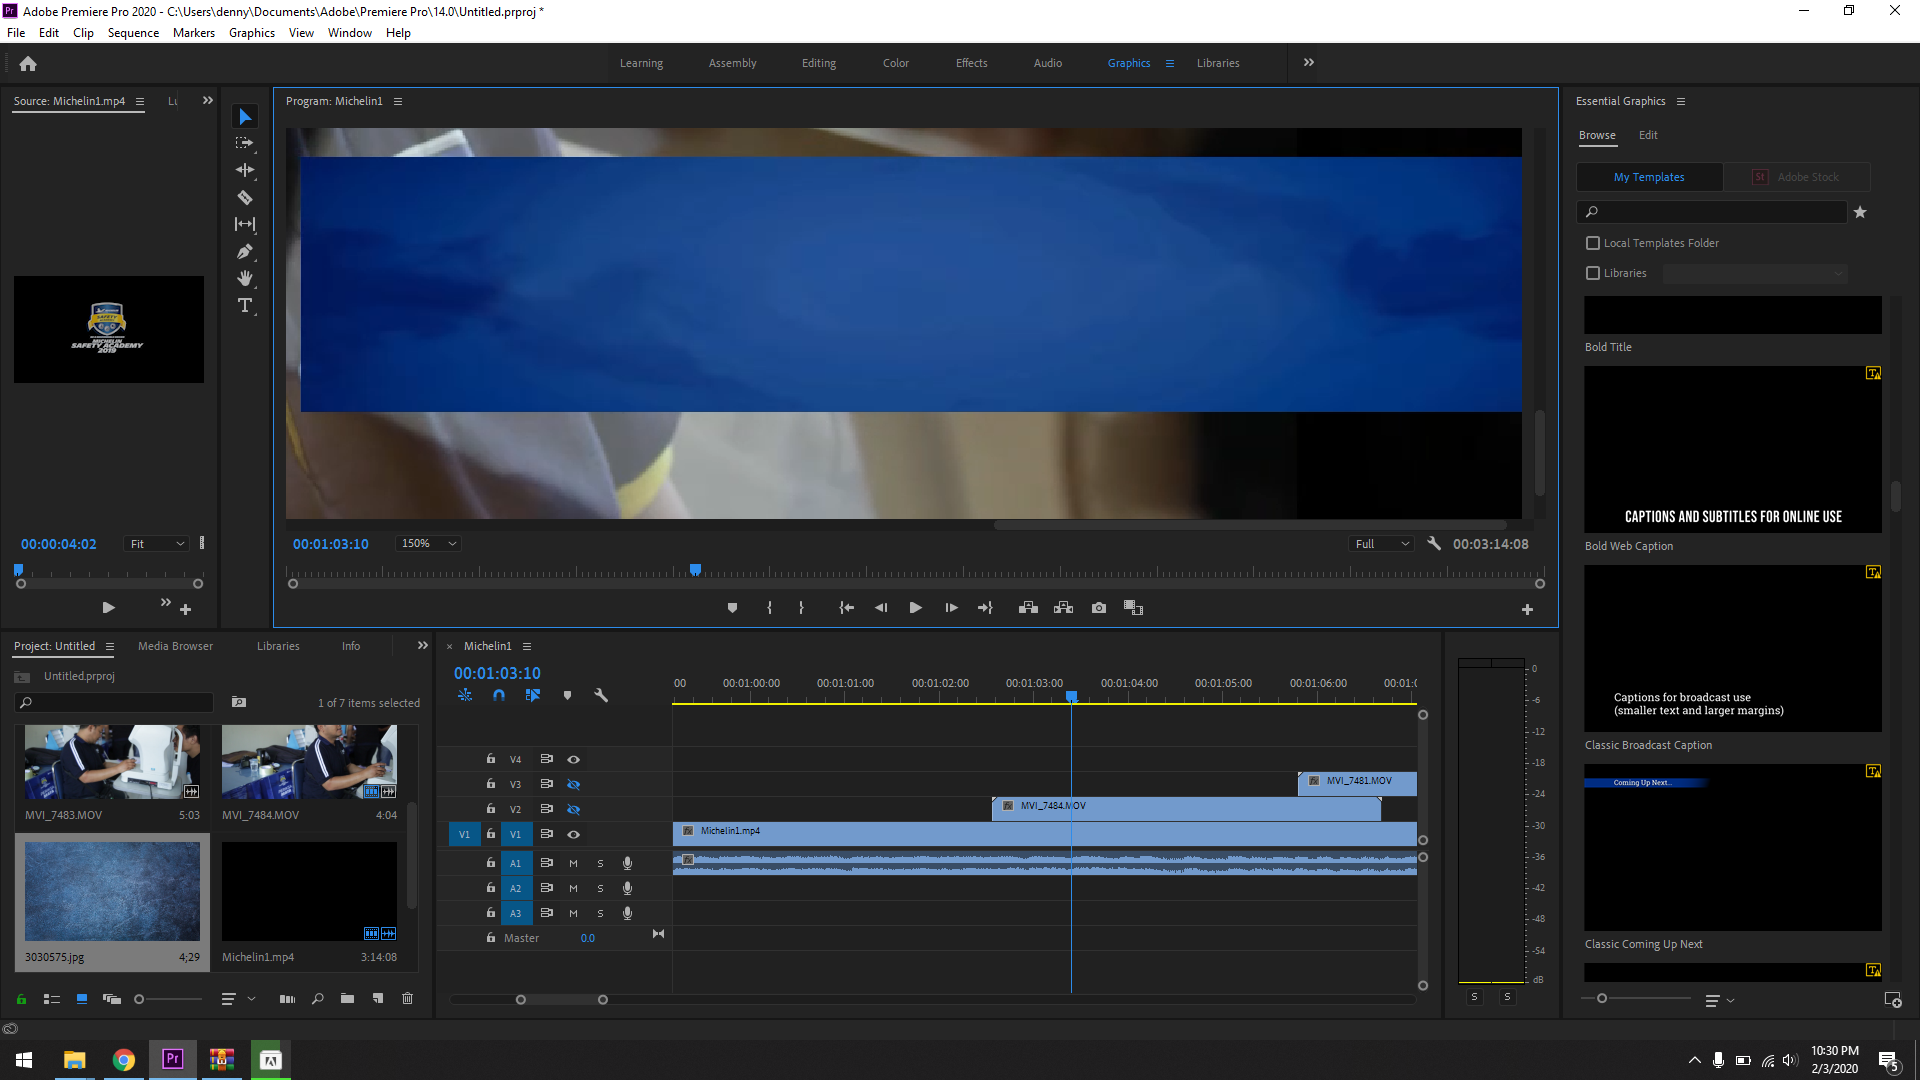 Adobe Premiere Pro 2020 - C:\Users\denny\Documents\Adobe\Premiere Pro\14.0\Untitled.prproj *
File Edit Clip Sequence Markers Graphics View Window Help
Learning Assembly Editing Color Effects Audio Graphics Libraries
Source: Michelin1.mp4
Program: Michelin1
Essential Graphics
Browse Edit
My Templates St Adobe Stock
Local Templates Folder
Libraries
MICHELIN
SAFETY ACADEMY
2019
Bold Title
CAPTIONS AND SUBTITLES FOR ONLINE USE
Bold Web Caption
00:00:04:02 Fit
00:01:03:10 150% Full 00:03:14:08
Captions for broadcast use
(smaller text and larger margins)
Classic Broadcast Caption
Coming Up Next...
Classic Coming Up Next
Project: Untitled Media Browser Libraries Info
Untitled.prproj
1 of 7 items selected
MVI_7483.MOV 5:03
MVI_7484.MOV 4:04
3030575.jpg 4;29
Michelin1.mp4 3:14:08
Michelin1
00:01:03:10
00 00:01:00:00 00:01:01:00 00:01:02:00 00:01:03:00 00:01:04:00 00:01:05:00 00:01:06:00 00:01:0
V4
V3 MVI_7481.MOV
V2 MVI_7484.MOV
V1 V1 Michelin1.mp4
A1 M S
A2 M S
A3 M S
Master 0.0
0
-6
-12
-18
-24
-30
-36
-42
-48
-54
dB
S S
Pr
10:30 PM
2/3/2020
5